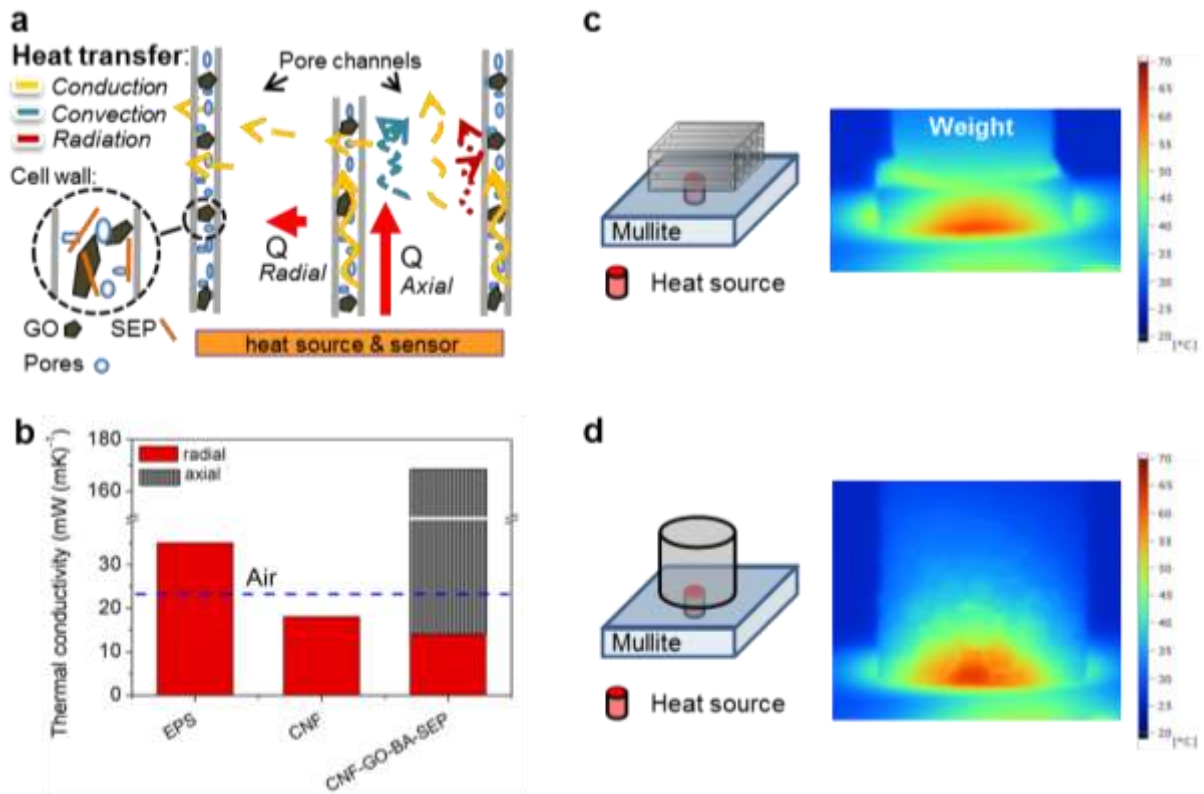 a
Heat transfer:
Conduction
Convection
Radiation
Cell wall:
Pore channels
Q
Radial
Q
Axial
GO
SEP
Pores
heat source & sensor
b
Thermal conductivity (mW (mK)⁻¹)
180
160
30
20
10
0
radial
axial
Air
EPS
CNF
CNF-GO-BA-SEP
c
Mullite
Heat source
Weight
70
65
60
55
50
45
40
35
30
25
20
[°C]
d
Mullite
Heat source
70
65
60
55
50
45
40
35
30
25
20
[°C]